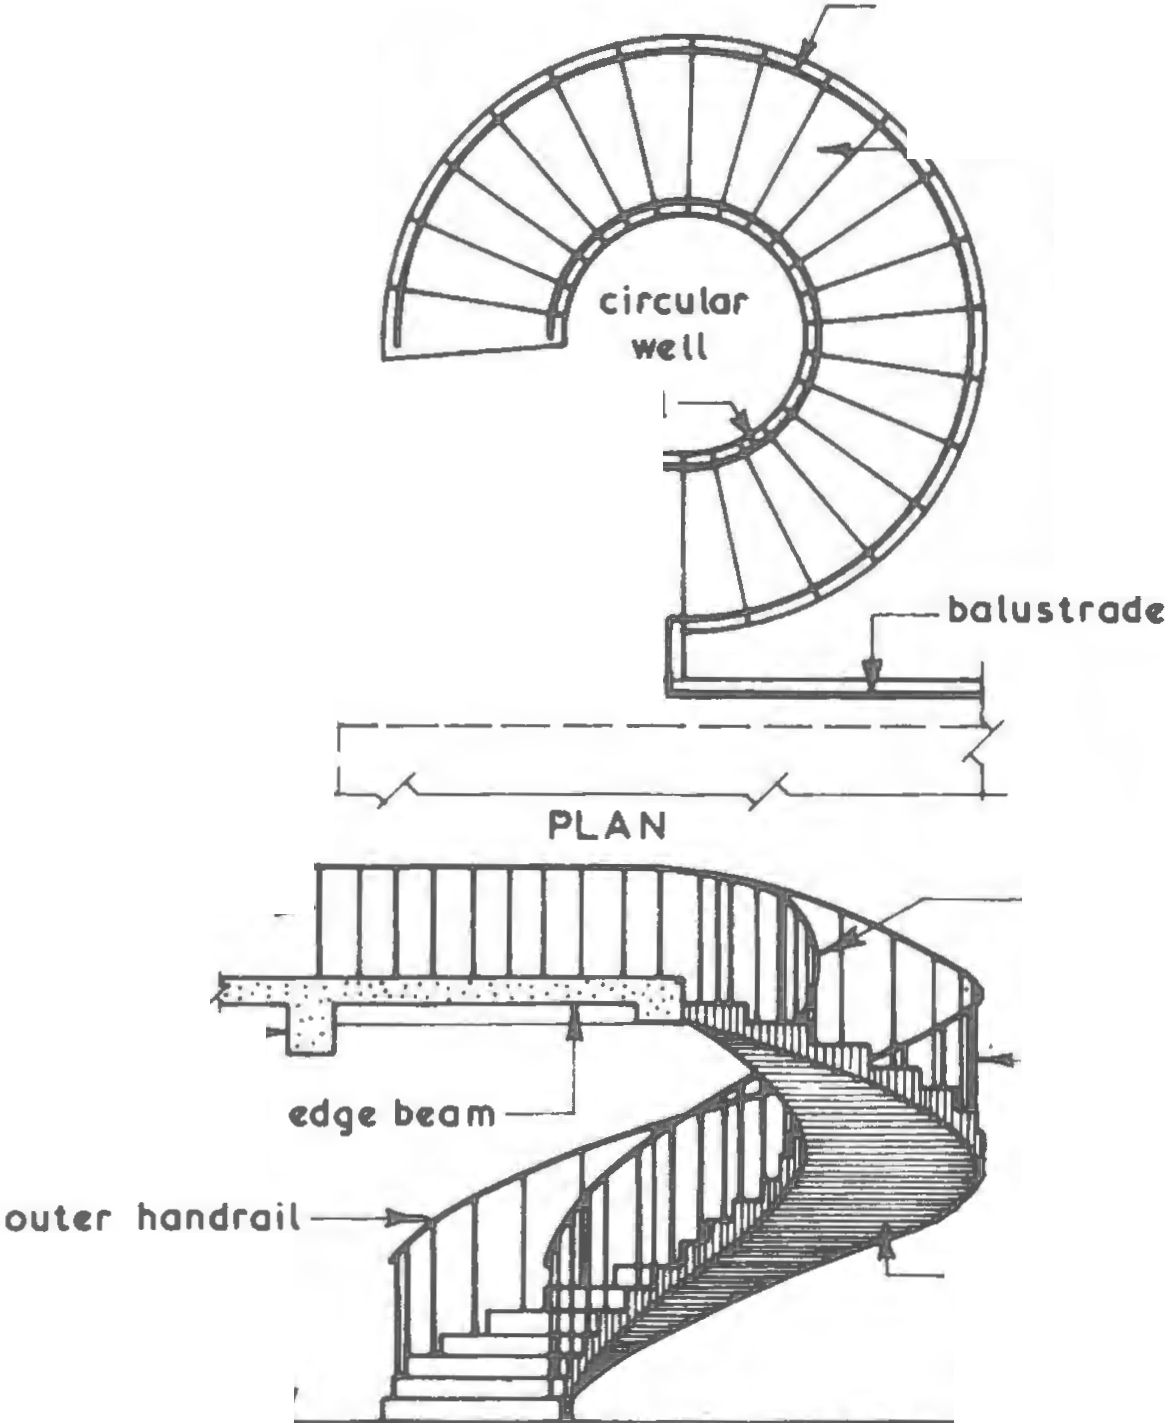 circular
well
balustrade
PLAN
edge beam
outer handrail